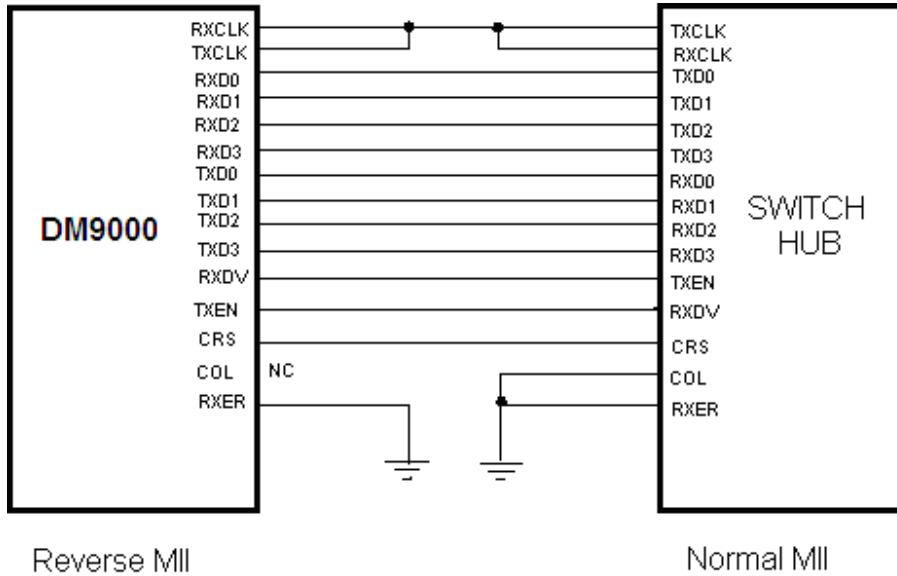 RXCLK
TXCLK
RXD0
RXD1
RXD2
RXD3
TXD0
TXD1
TXD2
TXD3
RXDV
TXEN
CRS
COL NC
RXER
DM9000
TXCLK
RXCLK
TXD0
TXD1
TXD2
TXD3
RXD0
RXD1
RXD2
RXD3
TXEN
RXDV
CRS
COL
RXER
SWITCH
HUB
Reverse MII
Normal MII